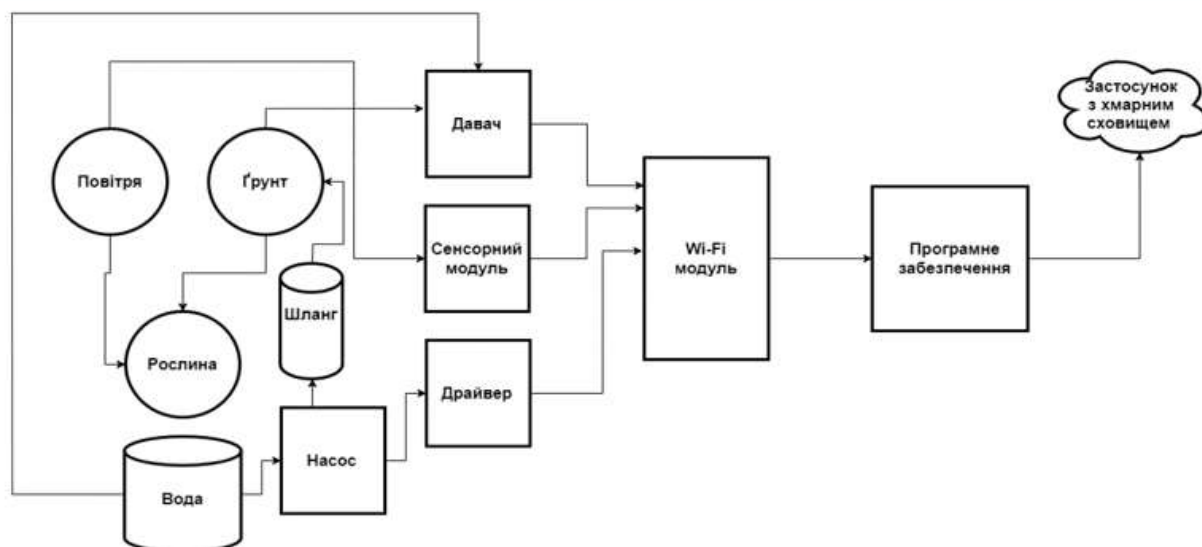 Застосунок
з хмарним
сховищем
Давач
Повітря
Ґрунт
Сенсорний
модуль
Wi-Fi
модуль
Програмне
забезпечення
Шланг
Рослина
Драйвер
Насос
Вода